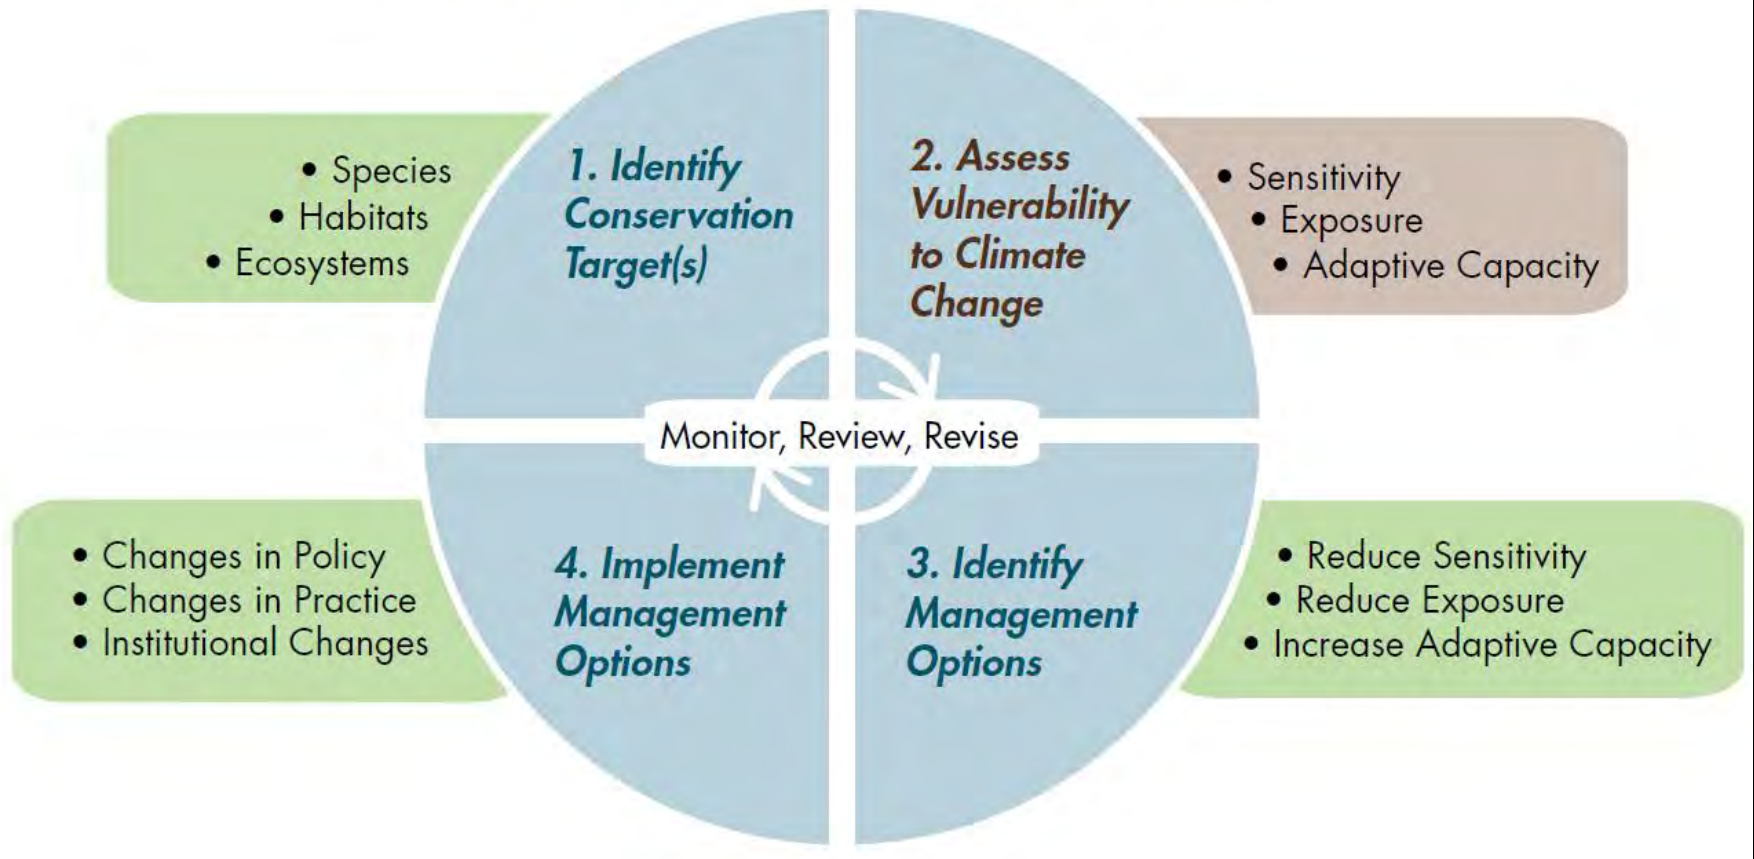 • Species
• Habitats
• Ecosystems
1. Identify
Conservation
Target(s)
2. Assess
Vulnerability
to Climate
Change
• Sensitivity
• Exposure
• Adaptive Capacity
Monitor, Review, Revise
• Changes in Policy
• Changes in Practice
• Institutional Changes
4. Implement
Management
Options
3. Identify
Management
Options
• Reduce Sensitivity
• Reduce Exposure
• Increase Adaptive Capacity